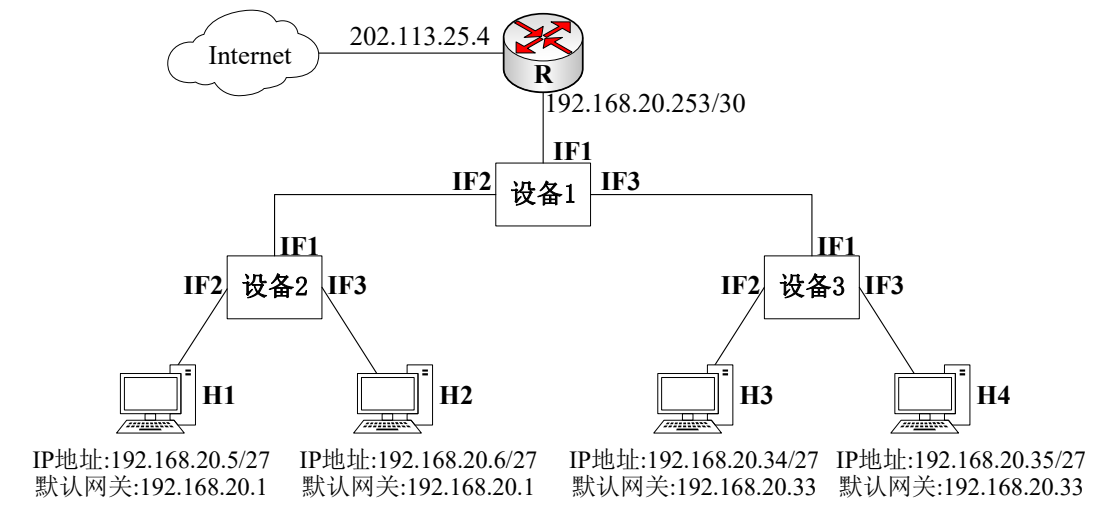 Internet
202.113.25.4
R
192.168.20.253/30
IF1
IF2
设备1
IF3
IF1
IF2
设备2
IF3
IF1
IF2
设备3
IF3
H1
H2
H3
H4
IP地址:192.168.20.5/27
默认网关:192.168.20.1
IP地址:192.168.20.6/27
默认网关:192.168.20.1
IP地址:192.168.20.34/27
默认网关:192.168.20.33
IP地址:192.168.20.35/27
默认网关:192.168.20.33